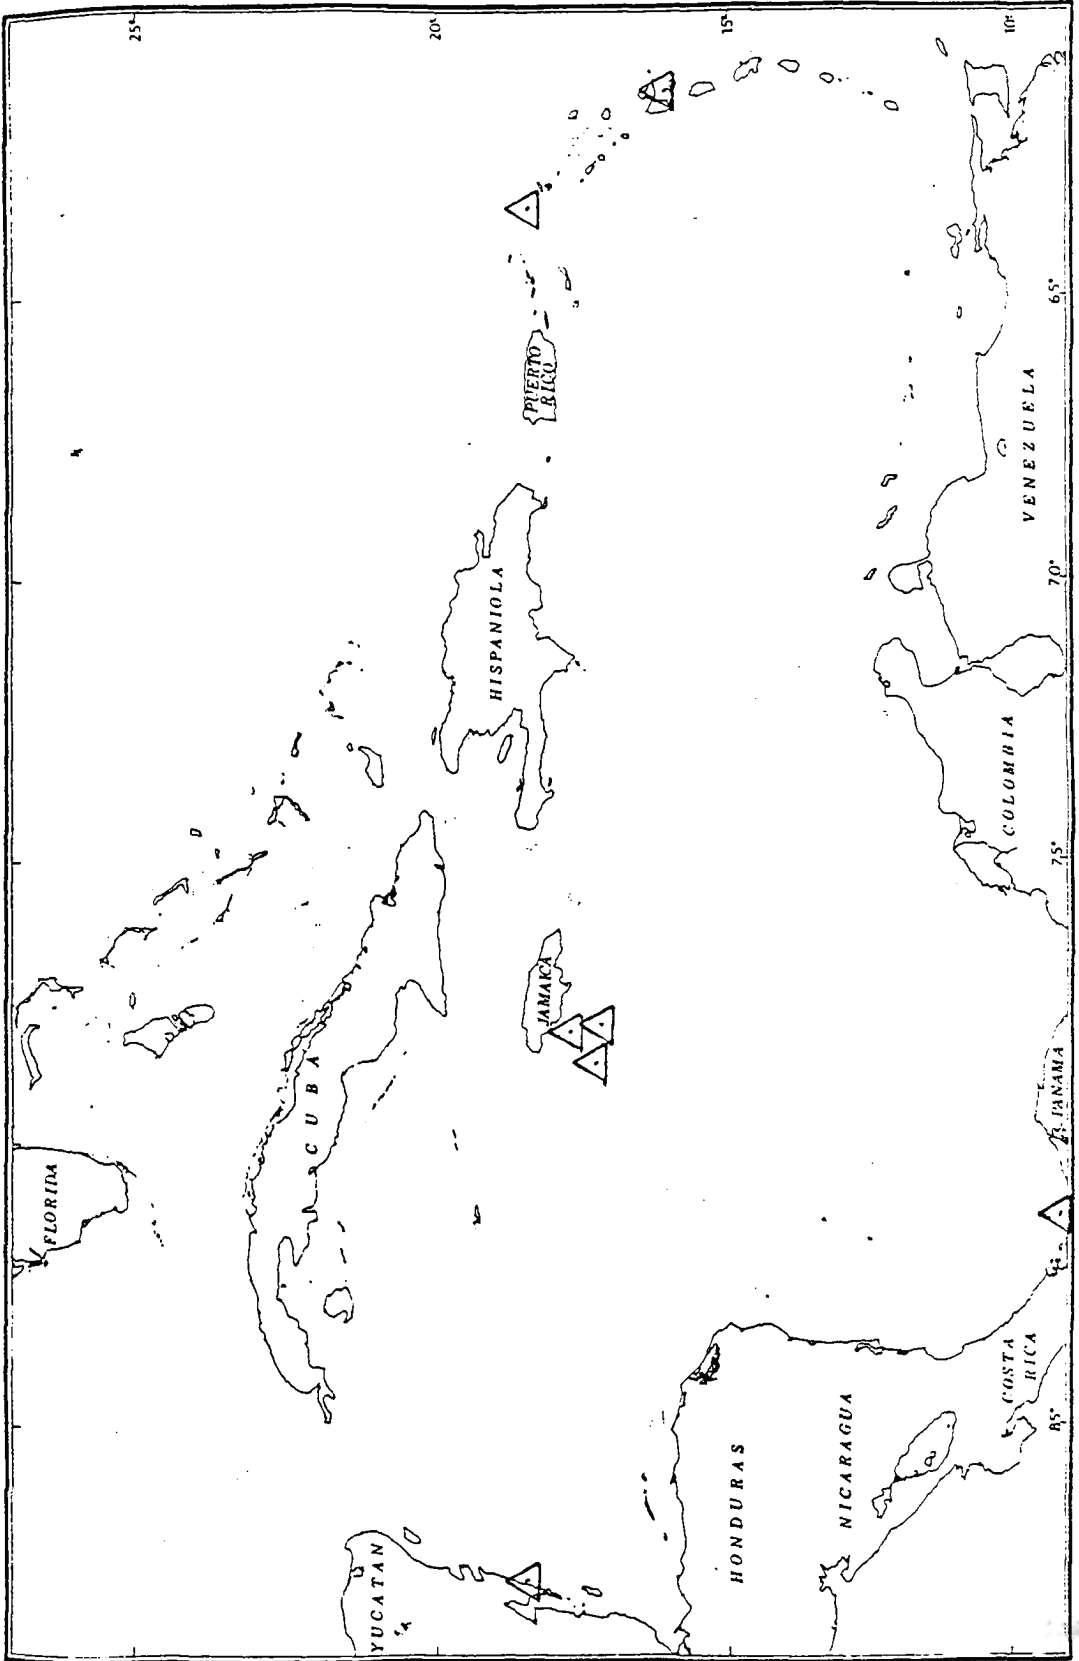 25°
20°
15°
10°
FLORIDA
CUBA
JAMAICA
HISPANIOLA
PUERTO
RICO
YUCATAN
HONDURAS
NICARAGUA
COSTA
RICA
PANAMA
COLOMBIA
VENEZUELA
85°
75°
70°
65°